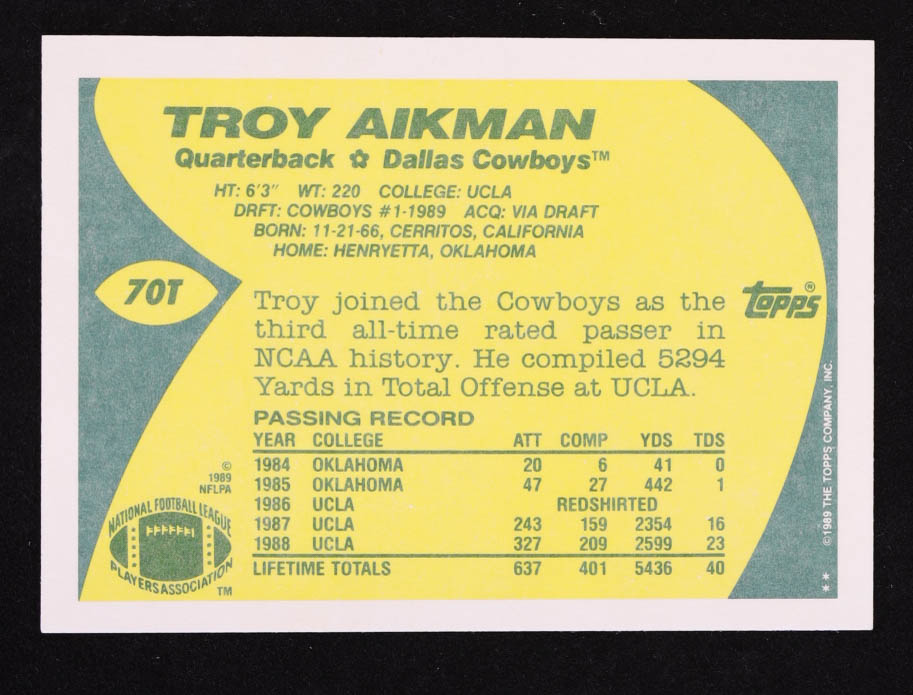 TROY AIKMAN
Quarterback ✿ Dallas Cowboys™
HT: 6'3" WT: 220 COLLEGE: UCLA
DRFT: COWBOYS #1-1989 ACQ: VIA DRAFT
BORN: 11-21-66, CERRITOS, CALIFORNIA
HOME: HENRYETTA, OKLAHOMA
70T
Troy joined the Cowboys as the
third all-time rated passer in
NCAA history. He compiled 5294
Yards in Total Offense at UCLA.
topps®
PASSING RECORD
YEAR COLLEGE ATT COMP YDS TDS
1984 OKLAHOMA 20 6 41 0
1985 OKLAHOMA 47 27 442 1
1986 UCLA REDSHIRTED
1987 UCLA 243 159 2354 16
1988 UCLA 327 209 2599 23
LIFETIME TOTALS 637 401 5436 40
©
1989
NFLPA
NATIONAL FOOTBALL LEAGUE
PLAYERS ASSOCIATION
TM
©1989 THE TOPPS COMPANY, INC.
**